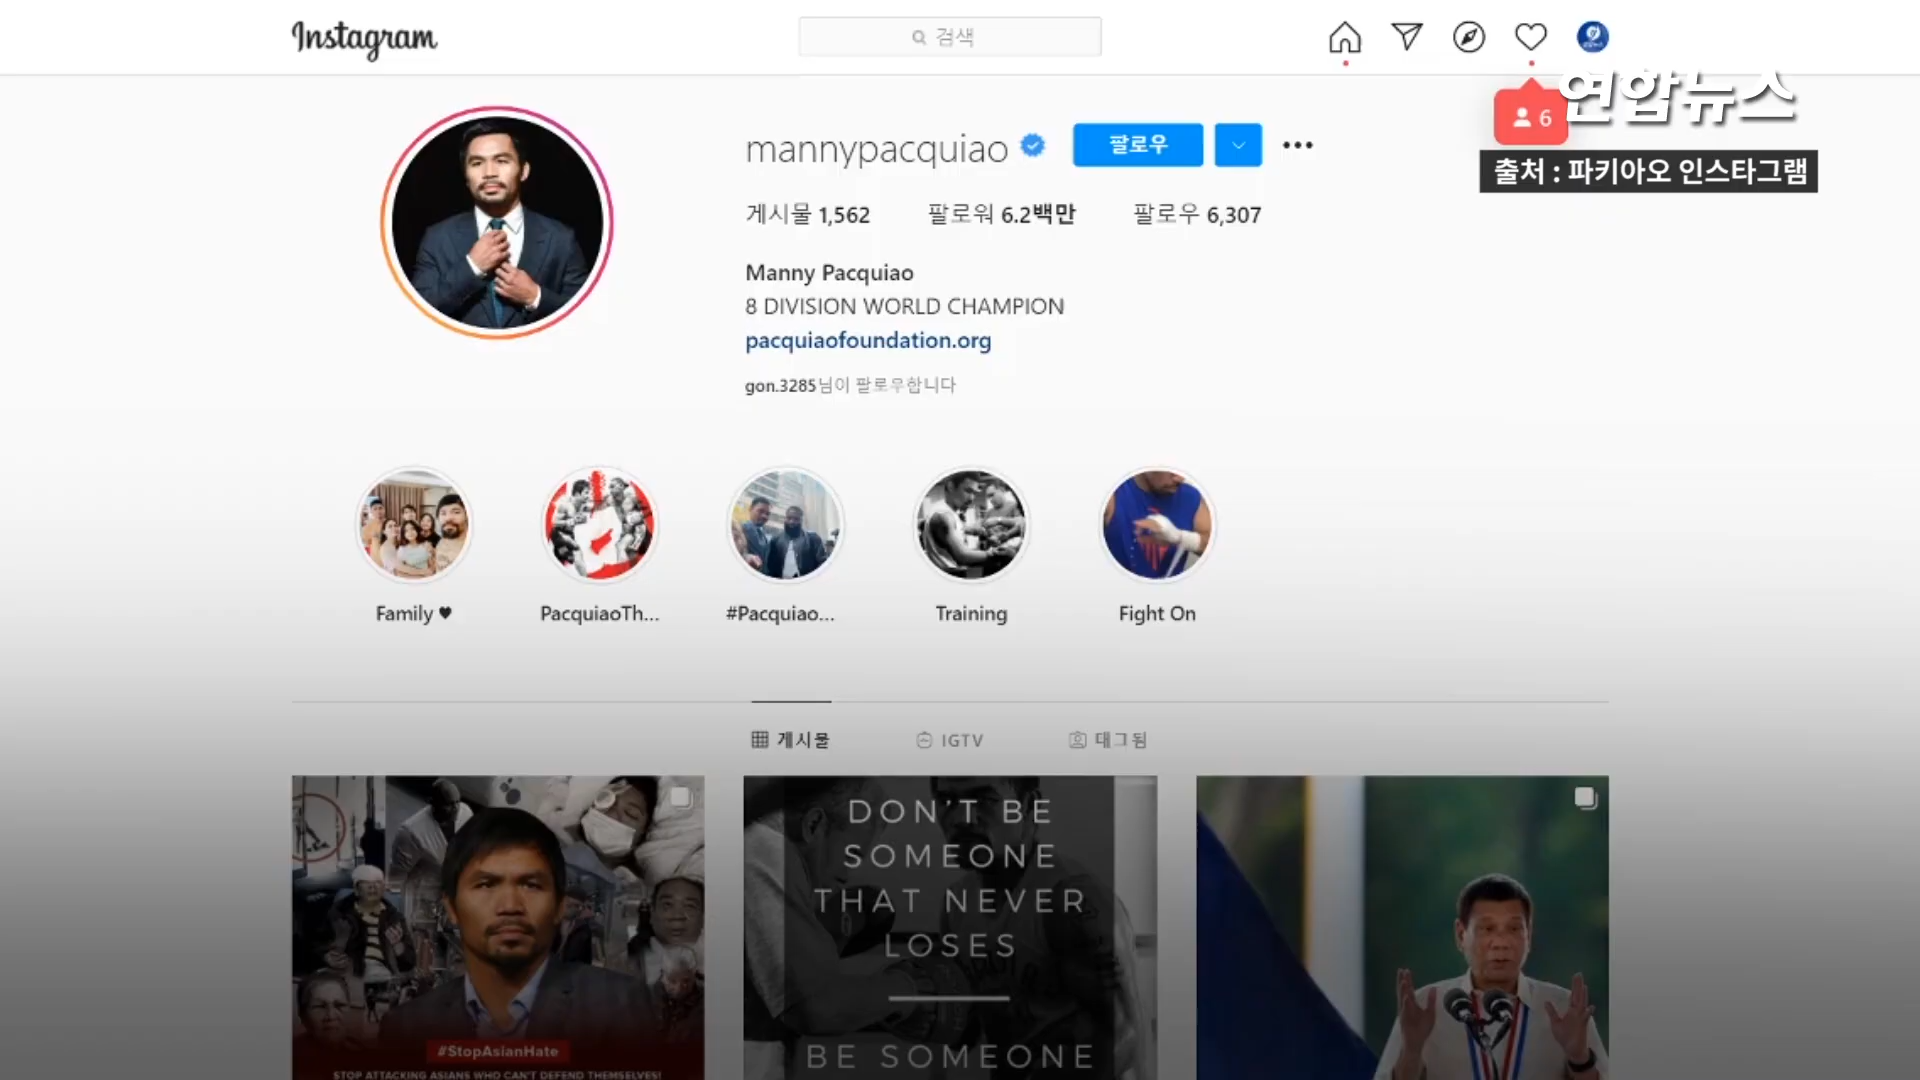 Instagram
검색
6
연합뉴스
출처 : 파키아오 인스타그램
mannypacquiao
팔로우
게시물 1,562 팔로워 6.2백만 팔로우 6,307
Manny Pacquiao
8 DIVISION WORLD CHAMPION
pacquiaofoundation.org
gon.3285님이 팔로우합니다
Family ♥
PacquiaoTh...
#Pacquiao...
Training
Fight On
게시물
IGTV
태그됨
#StopAsianHate
STOP ATTACKING ASIANS WHO CAN'T DEFEND THEMSELVES!
DON'T BE
SOMEONE
THAT NEVER
LOSES
BE SOMEONE